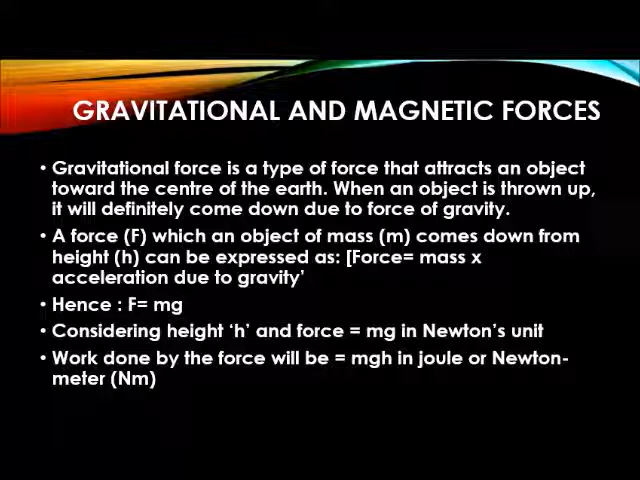 GRAVITATIONAL AND MAGNETIC FORCES
• Gravitational force is a type of force that attracts an object
toward the centre of the earth. When an object is thrown up,
it will definitely come down due to force of gravity.
• A force (F) which an object of mass (m) comes down from
height (h) can be expressed as: [Force= mass x
acceleration due to gravity’
• Hence : F= mg
• Considering height ‘h’ and force = mg in Newton’s unit
• Work done by the force will be = mgh in joule or Newton-
meter (Nm)